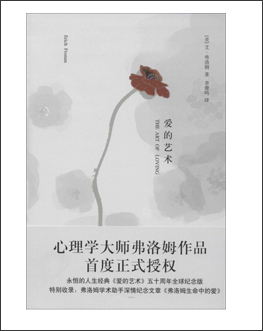 Erich Fromm
[美] 艾·弗洛姆 著
李健鸣 译
爱的艺术
THE ART OF LOVING
心理学大师弗洛姆作品
首度正式授权
永恒的人生经典《爱的艺术》五十周年全球纪念版
特别收录：弗洛姆学术助手深情纪念文章《弗洛姆生命中的爱》